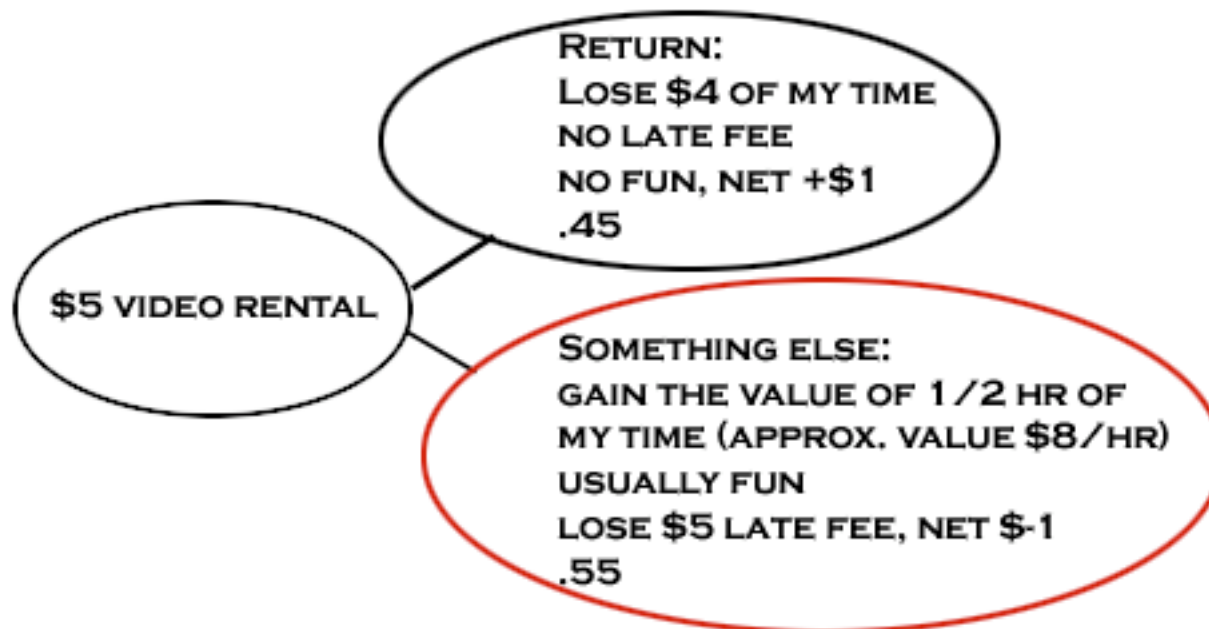 RETURN:
LOSE $4 OF MY TIME
NO LATE FEE
NO FUN, NET +$1
.45
$5 VIDEO RENTAL
SOMETHING ELSE:
GAIN THE VALUE OF 1/2 HR OF
MY TIME (APPROX. VALUE $8/HR)
USUALLY FUN
LOSE $5 LATE FEE, NET $-1
.55